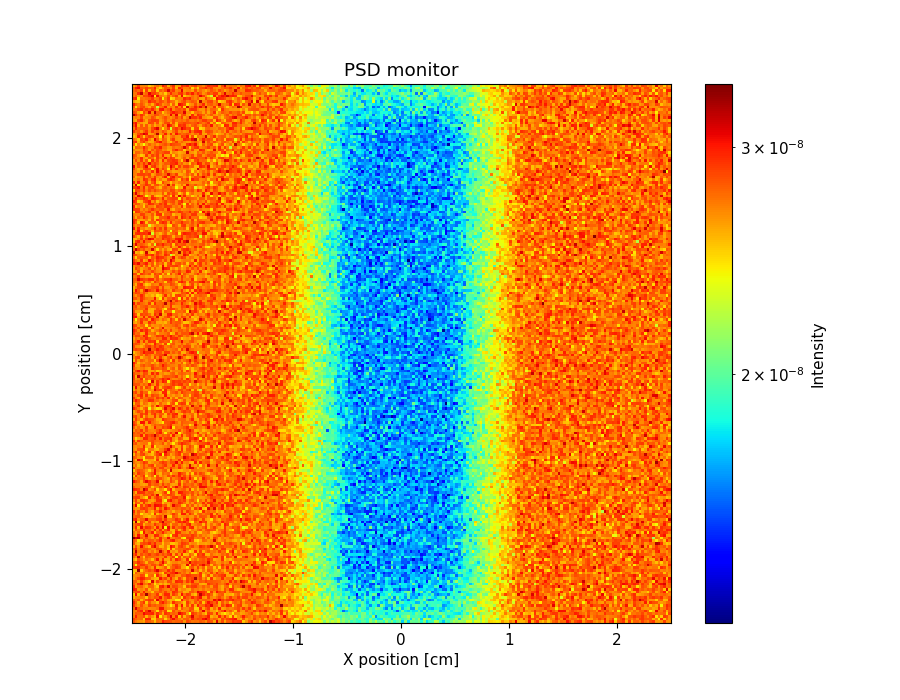 PSD monitor
Y position [cm]
2
1
0
−1
−2
−2 −1 0 1 2
X position [cm]
3 × 10⁻⁸
2 × 10⁻⁸
Intensity